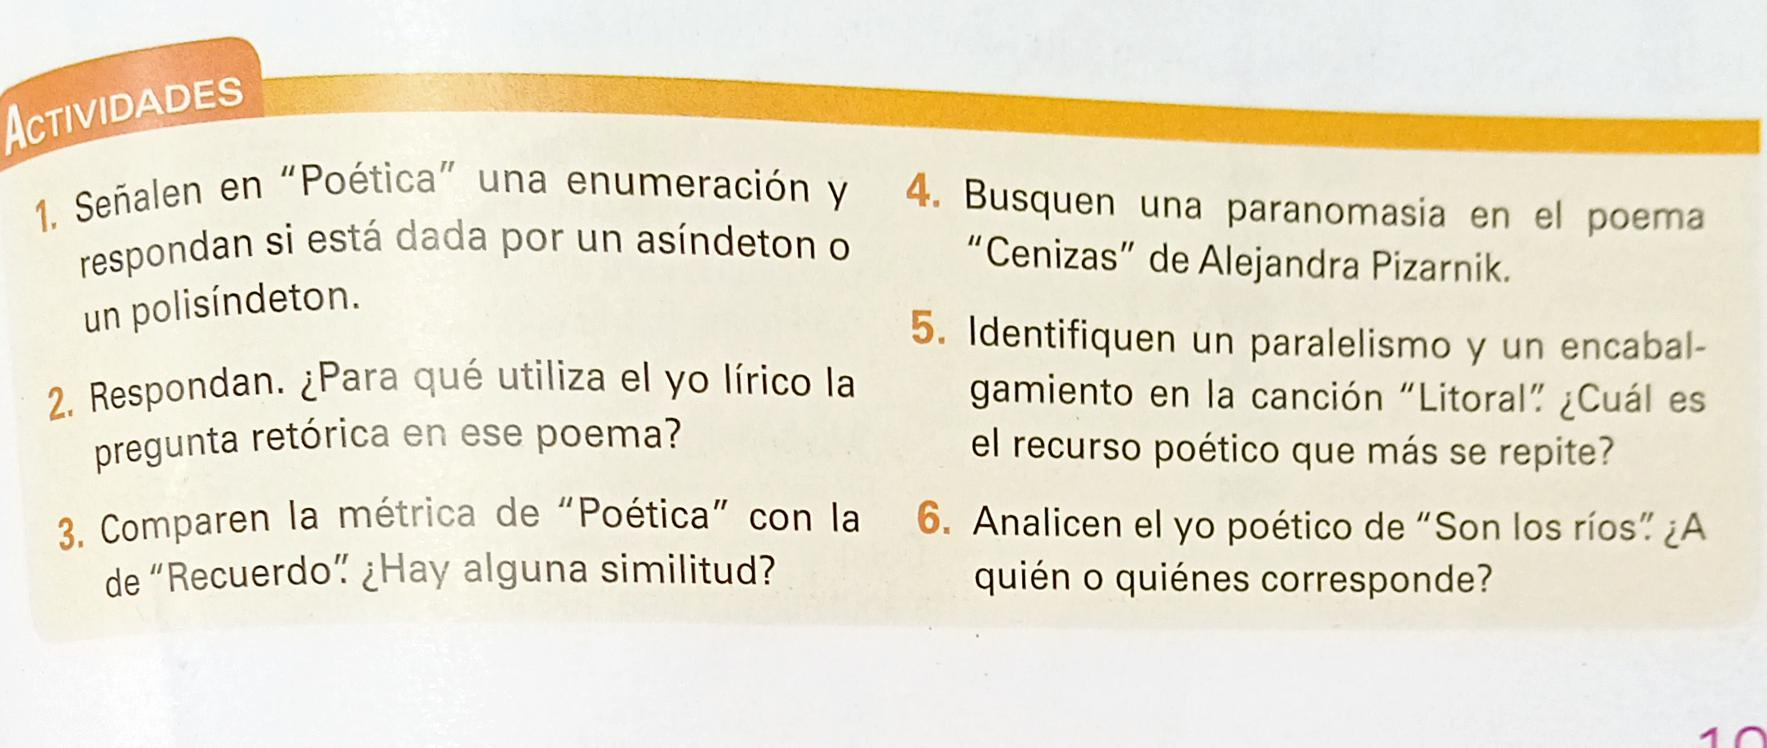 ACTIVIDADES
1. Señalen en “Poética” una enumeración y
respondan si está dada por un asíndeton o
un polisíndeton.
2. Respondan. ¿Para qué utiliza el yo lírico la
pregunta retórica en ese poema?
3. Comparen la métrica de “Poética” con la
de “Recuerdo”. ¿Hay alguna similitud?
4. Busquen una paranomasia en el poema
“Cenizas” de Alejandra Pizarnik.
5. Identifiquen un paralelismo y un encabal-
gamiento en la canción “Litoral”. ¿Cuál es
el recurso poético que más se repite?
6. Analicen el yo poético de “Son los ríos”. ¿A
quién o quiénes corresponde?